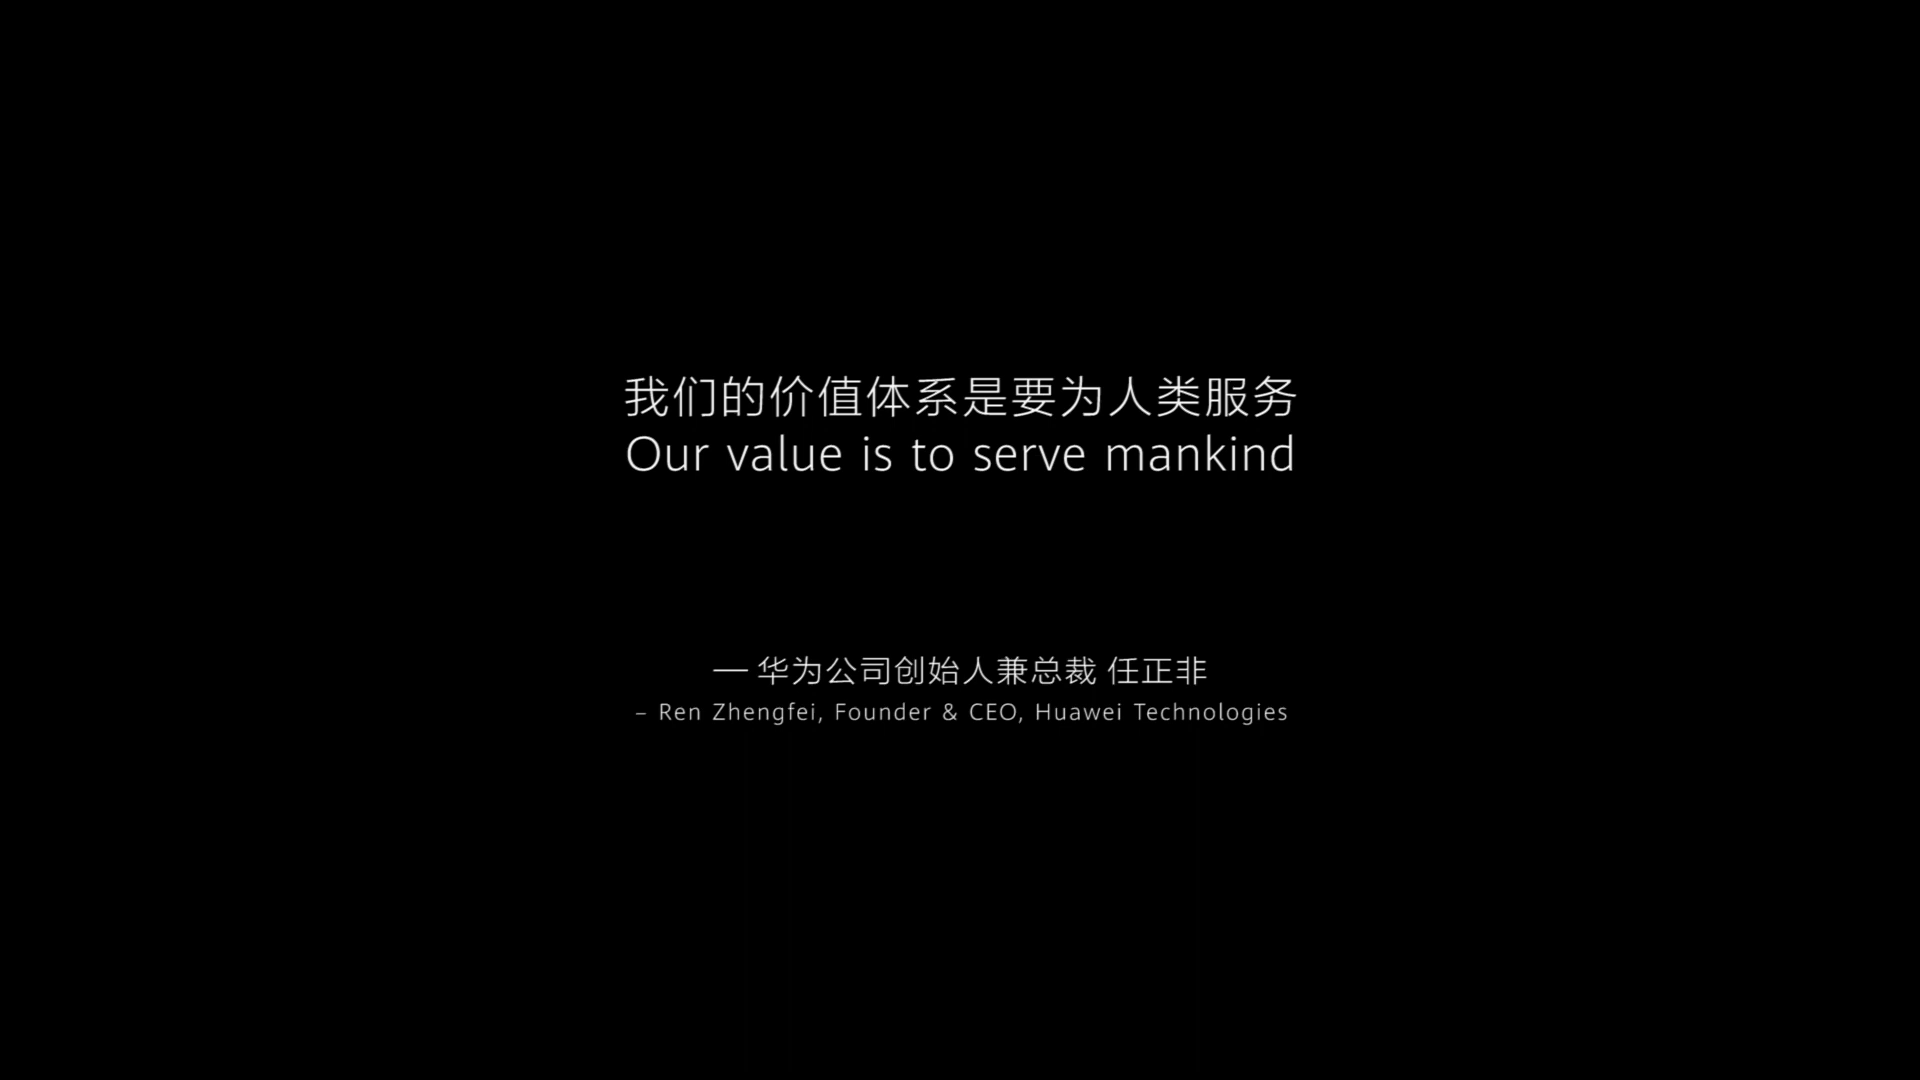 我们的价值体系是要为人类服务
Our value is to serve mankind
— 华为公司创始人兼总裁 任正非
– Ren Zhengfei, Founder & CEO, Huawei Technologies